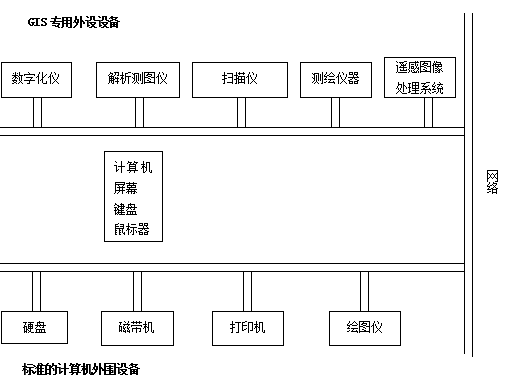 GIS 专用外设设备
数字化仪
解析测图仪
扫描仪
测绘仪器
遥感图像
处理系统
网
络
计算机
屏幕
键盘
鼠标器
硬盘
磁带机
打印机
绘图仪
标准的计算机外围设备